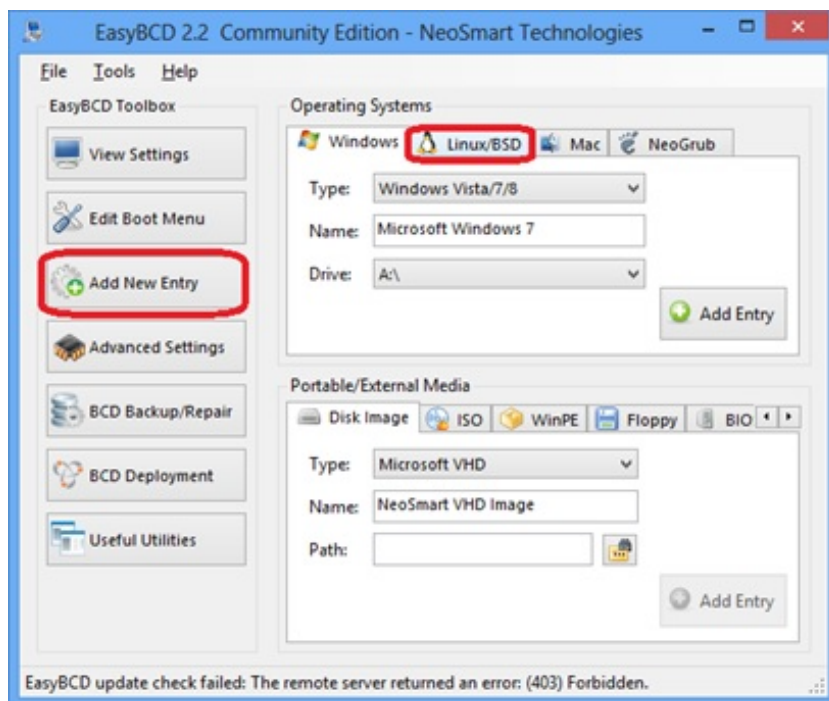 EasyBCD 2.2 Community Edition - NeoSmart Technologies
File Tools Help
EasyBCD Toolbox
View Settings
Edit Boot Menu
Add New Entry
Advanced Settings
BCD Backup/Repair
BCD Deployment
Useful Utilities
Operating Systems
Windows Linux/BSD Mac NeoGrub
Type: Windows Vista/7/8
Name: Microsoft Windows 7
Drive: A:\
Add Entry
Portable/External Media
Disk Image ISO WinPE Floppy BIO
Type: Microsoft VHD
Name: NeoSmart VHD Image
Path:
Add Entry
EasyBCD update check failed: The remote server returned an error: (403) Forbidden.